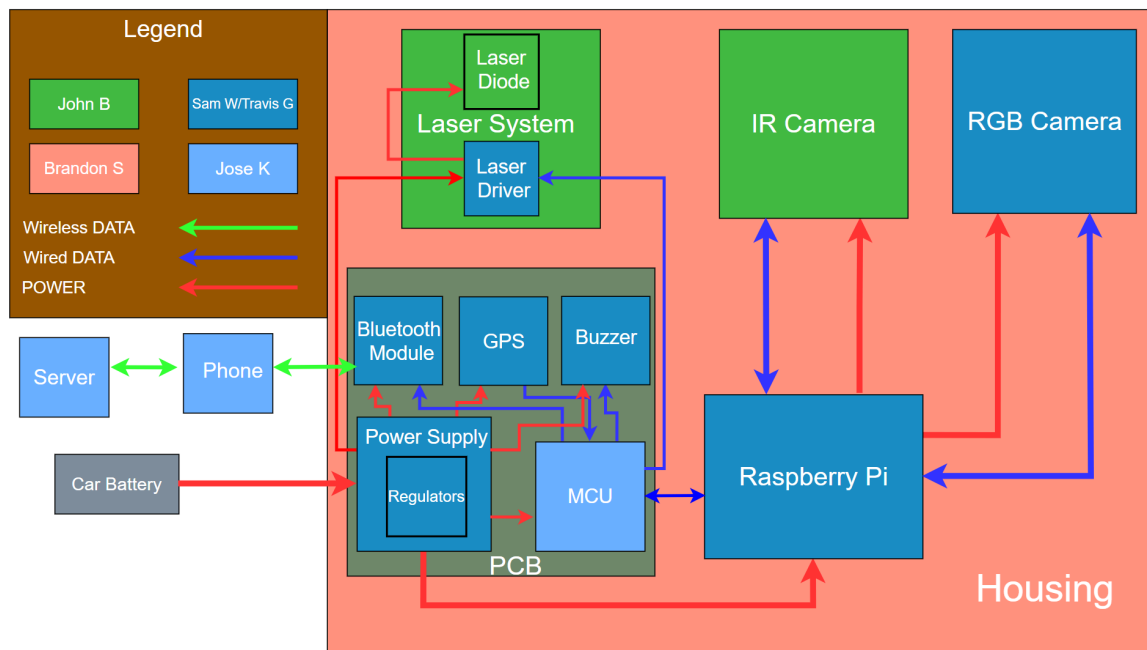 Legend
John B
Sam W/Travis G
Brandon S
Jose K
Wireless DATA
Wired DATA
POWER
Laser
Diode
Laser System
Laser
Driver
IR Camera
RGB Camera
Bluetooth
Module
GPS
Buzzer
Server
Phone
Power Supply
Regulators
MCU
Car Battery
Raspberry Pi
PCB
Housing